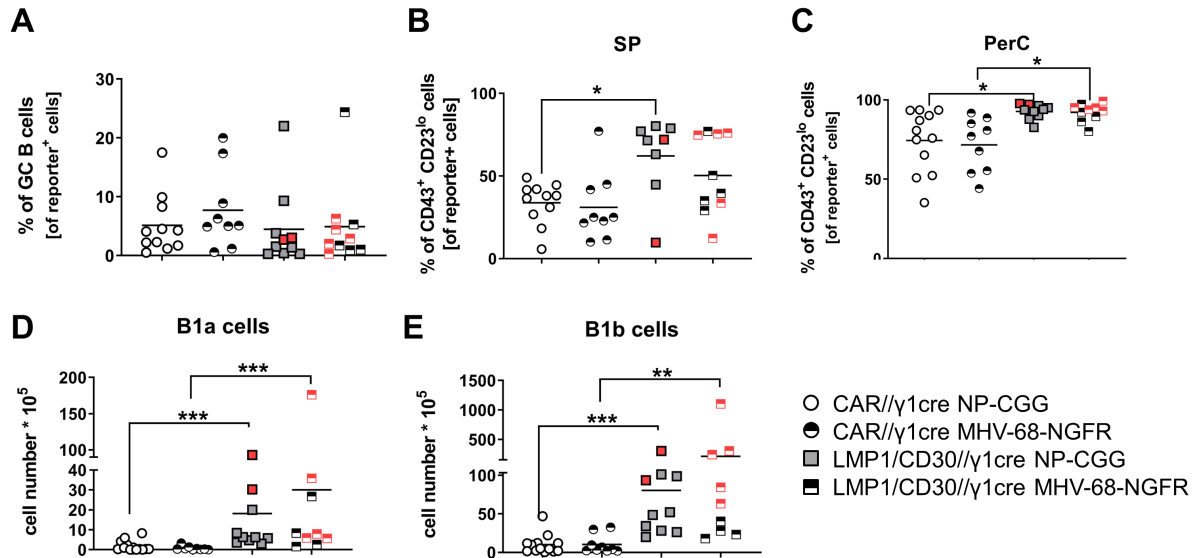 A
% of GC B cells
[of reporter⁺ cells]
30
20
10
0
B
SP
% of CD43⁺ CD23ˡᵒ cells
[of reporter+ cells]
100
50
0
*
C
PerC
% of CD43⁺ CD23ˡᵒ cells
[of reporter⁺ cells]
100
50
0
*
*
D
B1a cells
cell number * 10⁵
200
150
100
40
30
20
10
0
***
***
E
B1b cells
cell number * 10⁵
1500
1000
500
100
50
0
***
**
CAR//γ1cre NP-CGG
CAR//γ1cre MHV-68-NGFR
LMP1/CD30//γ1cre NP-CGG
LMP1/CD30//γ1cre MHV-68-NGFR